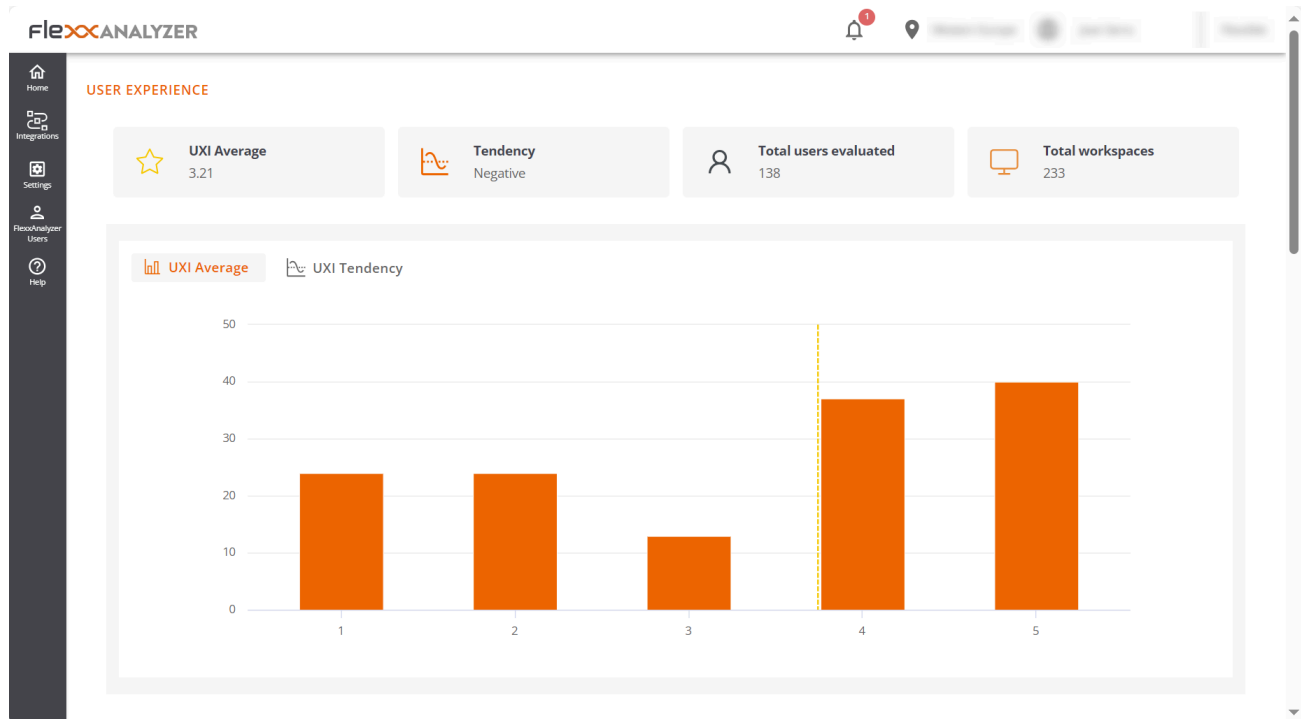 FlexxANALYZER
1
Home
Integrations
Settings
FlexxAnalyzer
Users
Help
USER EXPERIENCE
UXI Average
3.21
Tendency
Negative
Total users evaluated
138
Total workspaces
233
UXI Average
UXI Tendency
50
40
30
20
10
0
1
2
3
4
5